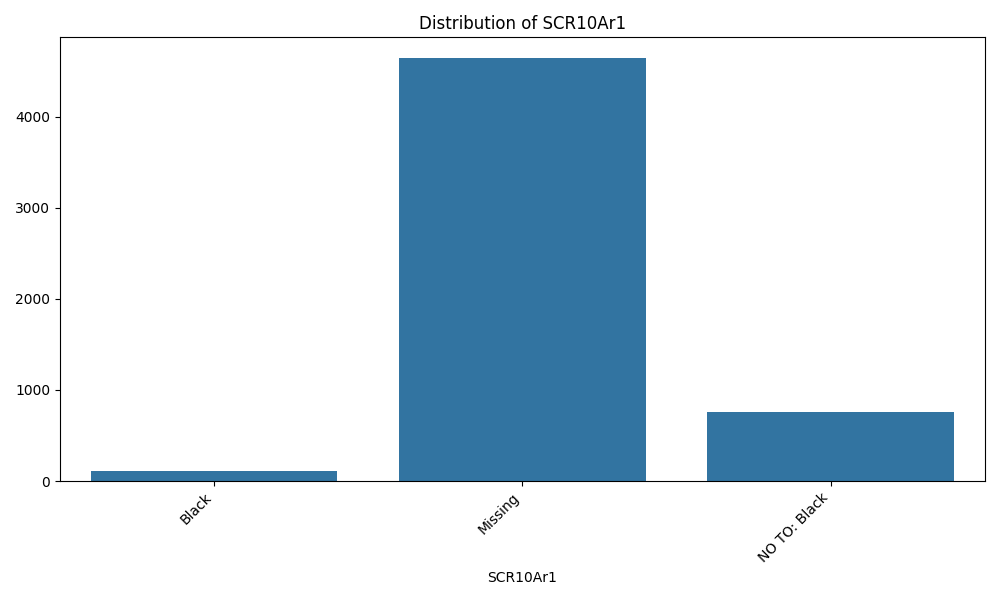 Distribution of SCR10Ar1
4000
3000
2000
1000
0
Black
Missing
NO TO: Black
SCR10Ar1